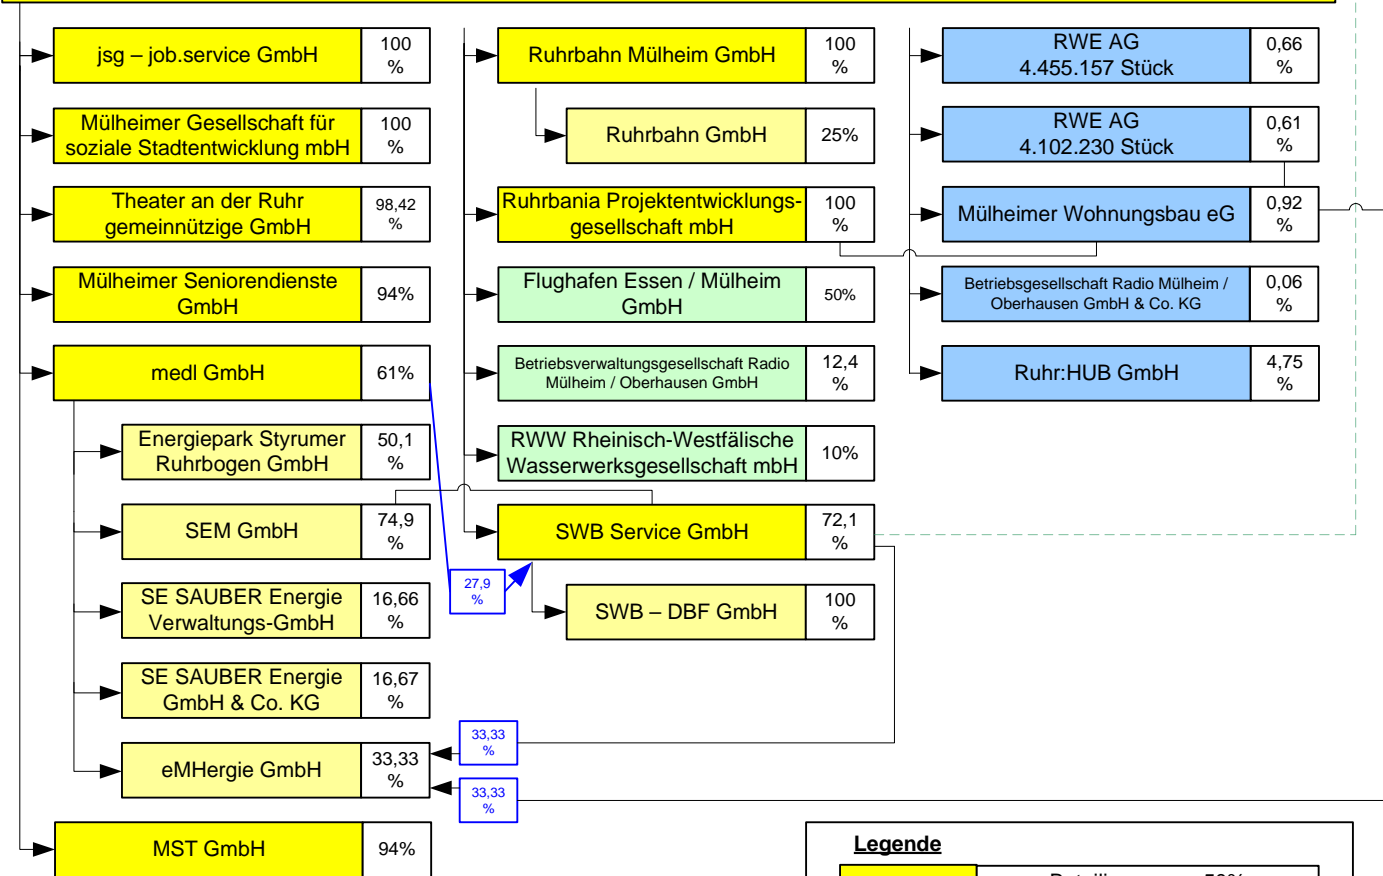 jsg – job.service GmbH
100
%
Mülheimer Gesellschaft für
soziale Stadtentwicklung mbH
100
%
Theater an der Ruhr
gemeinnützige GmbH
98,42
%
Mülheimer Seniorendienste
GmbH
94%
medl GmbH
61%
Energiepark Styrumer
Ruhrbogen GmbH
50,1
%
SEM GmbH
74,9
%
SE SAUBER Energie
Verwaltungs-GmbH
16,66
%
SE SAUBER Energie
GmbH & Co. KG
16,67
%
eMHergie GmbH
33,33
%
MST GmbH
94%
Ruhrbahn Mülheim GmbH
100
%
Ruhrbahn GmbH
25%
Ruhrbania Projektentwicklungs-
gesellschaft mbH
100
%
Flughafen Essen / Mülheim
GmbH
50%
Betriebsverwaltungsgesellschaft Radio
Mülheim / Oberhausen GmbH
12,4
%
RWW Rheinisch-Westfälische
Wasserwerksgesellschaft mbH
10%
SWB Service GmbH
72,1
%
27,9
%
SWB – DBF GmbH
100
%
33,33
%
33,33
%
RWE AG
4.455.157 Stück
0,66
%
RWE AG
4.102.230 Stück
0,61
%
Mülheimer Wohnungsbau eG
0,92
%
Betriebsgesellschaft Radio Mülheim /
Oberhausen GmbH & Co. KG
0,06
%
Ruhr:HUB GmbH
4,75
%
Legende